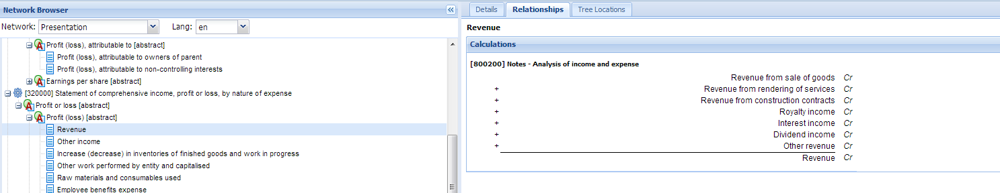 Network Browser
Network: Presentation Lang: en
Profit (loss), attributable to [abstract]
Profit (loss), attributable to owners of parent
Profit (loss), attributable to non-controlling interests
Earnings per share [abstract]
[320000] Statement of comprehensive income, profit or loss, by nature of expense
Profit or loss [abstract]
Profit (loss) [abstract]
Revenue
Other income
Increase (decrease) in inventories of finished goods and work in progress
Other work performed by entity and capitalised
Raw materials and consumables used
Employee benefits expense
Details Relationships Tree Locations
Revenue
Calculations
[800200] Notes - Analysis of income and expense
Revenue from sale of goods Cr
+ Revenue from rendering of services Cr
+ Revenue from construction contracts Cr
+ Royalty income Cr
+ Interest income Cr
+ Dividend income Cr
+ Other revenue Cr
Revenue Cr